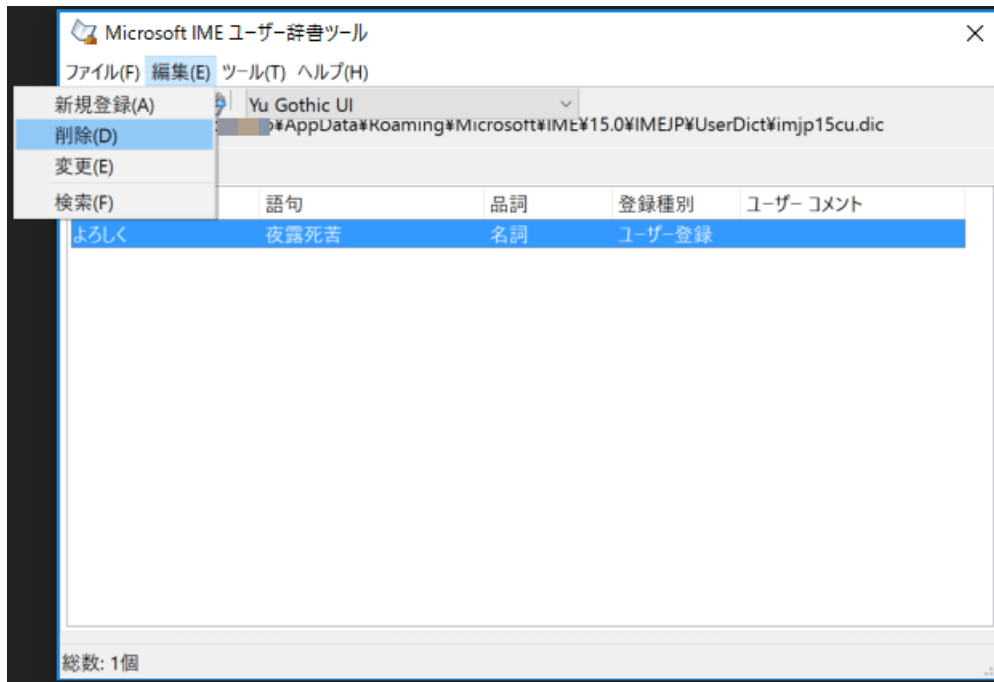 Microsoft IME ユーザー辞書ツール
ファイル(F) 編集(E) ツール(T) ヘルプ(H)
新規登録(A)
Yu Gothic UI
削除(D)
¥AppData¥Roaming¥Microsoft¥IME¥15.0¥IMEJP¥UserDict¥imjp15cu.dic
変更(E)
検索(F)
語句 品詞 登録種別 ユーザー コメント
よろしく 夜露死苦 名詞 ユーザー登録
総数: 1個